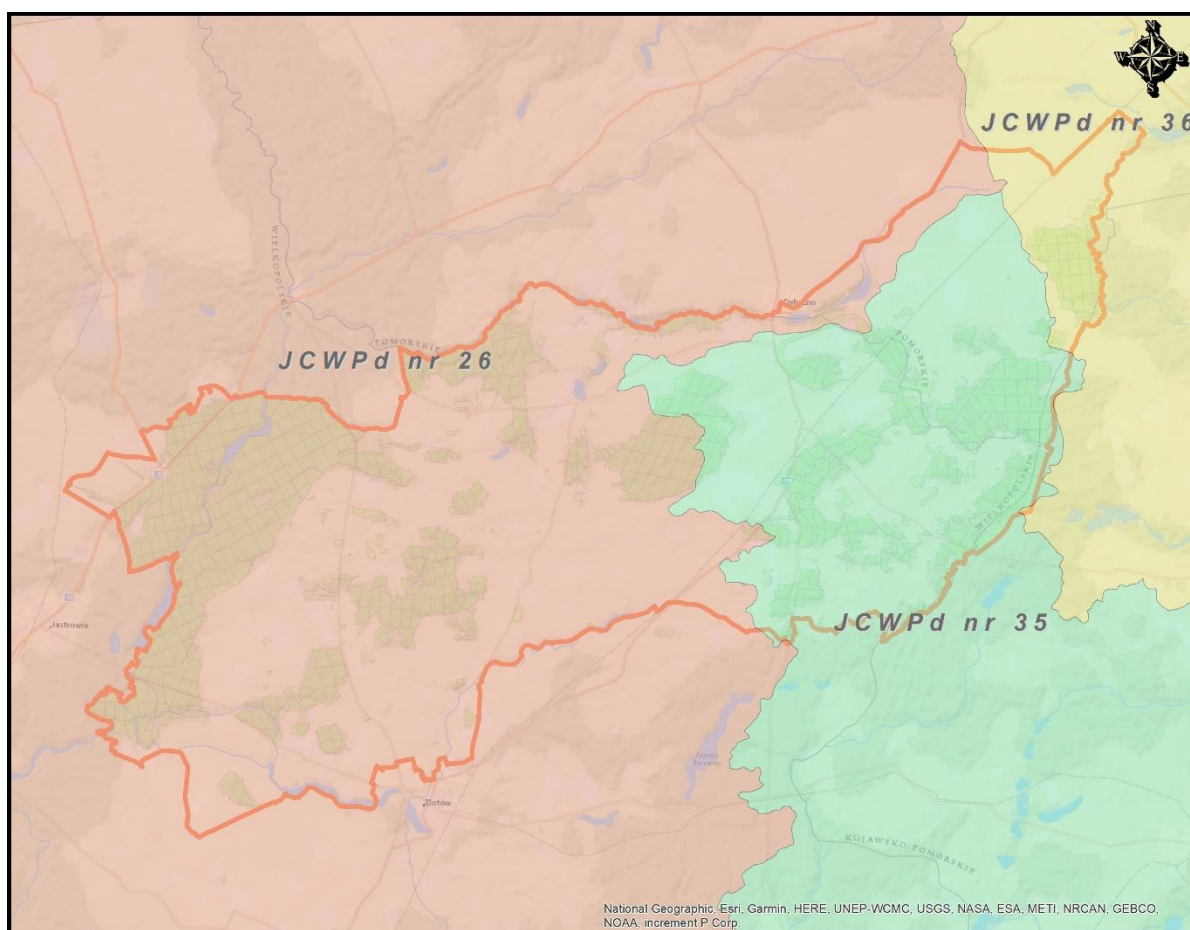 N
W E
S
JCWPd nr 36
WIELKOPOLSKIE
POMORSKIE
JCWPd nr 26
POMORSKIE
WIELKOPOLSKIE
Jastrowie
JCWPd nr 35
Złotów
KUJAWSKO-POMORSKIE
National Geographic, Esri, Garmin, HERE, UNEP-WCMC, USGS, NASA, ESA, METI, NRCAN, GEBCO,
NOAA, increment P Corp.